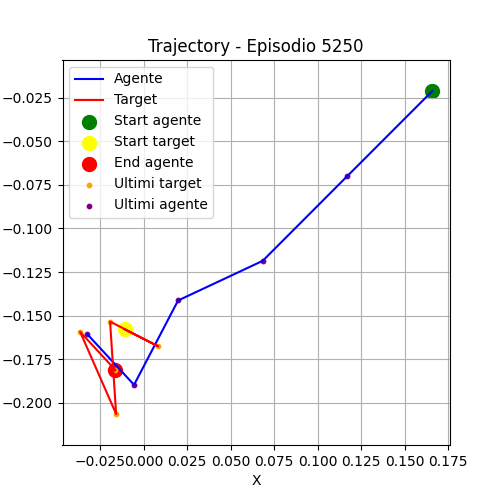 Trajectory - Episodio 5250
Agente
Target
Start agente
Start target
End agente
Ultimi target
Ultimi agente
−0.025
−0.050
−0.075
−0.100
−0.125
−0.150
−0.175
−0.200
−0.025 0.000 0.025 0.050 0.075 0.100 0.125 0.150 0.175
X